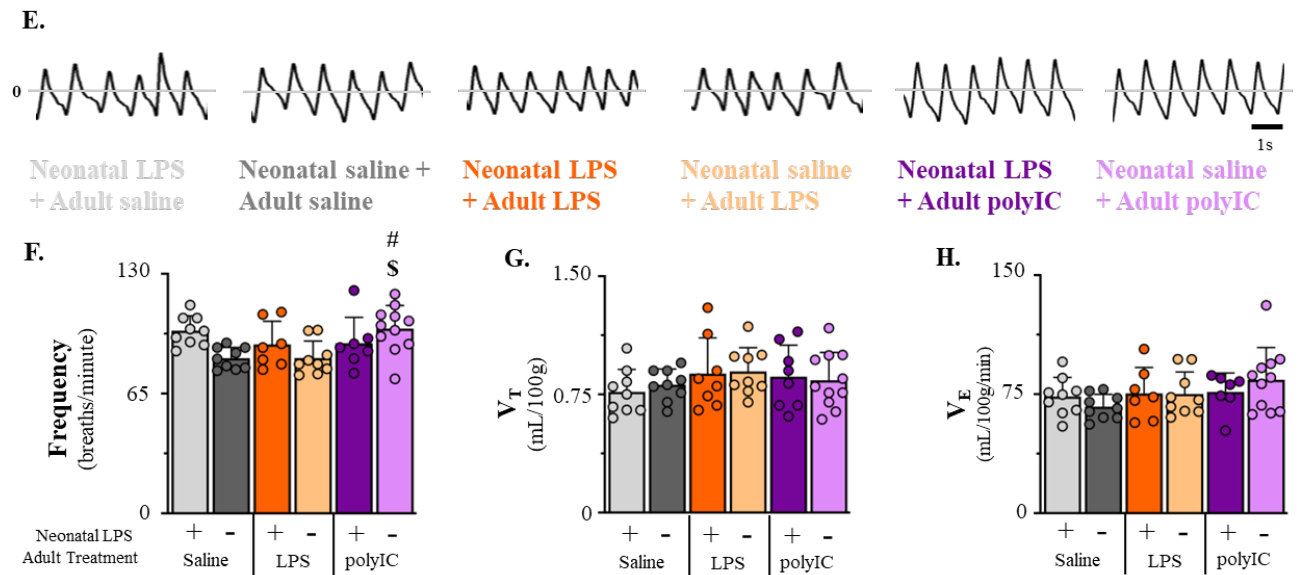 E.
0
1s
Neonatal LPS
+ Adult saline
Neonatal saline +
Adult saline
Neonatal LPS
+ Adult LPS
Neonatal saline
+ Adult LPS
Neonatal LPS
+ Adult polyIC
Neonatal saline
+ Adult polyIC
F.
#
$
130
65
0
Frequency
(breaths/minute)
Neonatal LPS + - + - + -
Adult Treatment Saline LPS polyIC
G.
1.50
0.75
0
VT
(mL/100g)
+ - + - + -
Saline LPS polyIC
H.
150
75
0
VE
(mL/100g/min)
+ - + - + -
Saline LPS polyIC